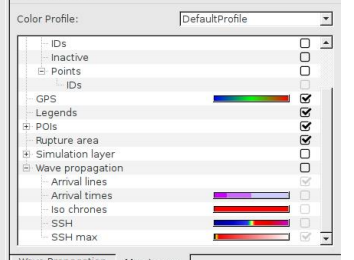 Color Profile: DefaultProfile
IDs
Inactive
Points
IDs
GPS
Legends
POIs
Rupture area
Simulation layer
Wave propagation
Arrival lines
Arrival times
Iso chrones
SSH
SSH max
Wave Propagation